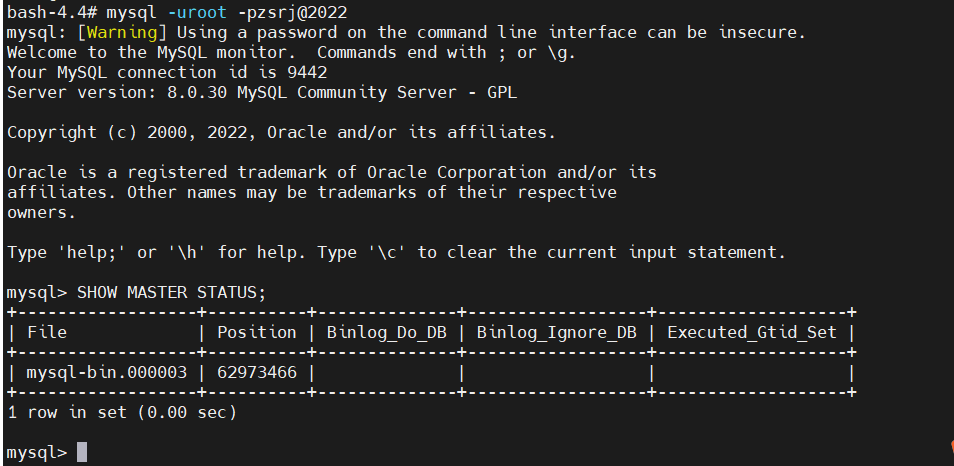 bash-4.4# mysql -uroot -pzsrj@2022
mysql: [Warning] Using a password on the command line interface can be insecure.
Welcome to the MySQL monitor.  Commands end with ; or \g.
Your MySQL connection id is 9442
Server version: 8.0.30 MySQL Community Server - GPL
Copyright (c) 2000, 2022, Oracle and/or its affiliates.
Oracle is a registered trademark of Oracle Corporation and/or its
affiliates. Other names may be trademarks of their respective
owners.
Type 'help;' or '\h' for help. Type '\c' to clear the current input statement.
mysql> SHOW MASTER STATUS;
+------------------+----------+--------------+------------------+-------------------+
| File             | Position | Binlog_Do_DB | Binlog_Ignore_DB | Executed_Gtid_Set |
+------------------+----------+--------------+------------------+-------------------+
| mysql-bin.000003 | 62973466 |              |                  |                   |
+------------------+----------+--------------+------------------+-------------------+
1 row in set (0.00 sec)
mysql>